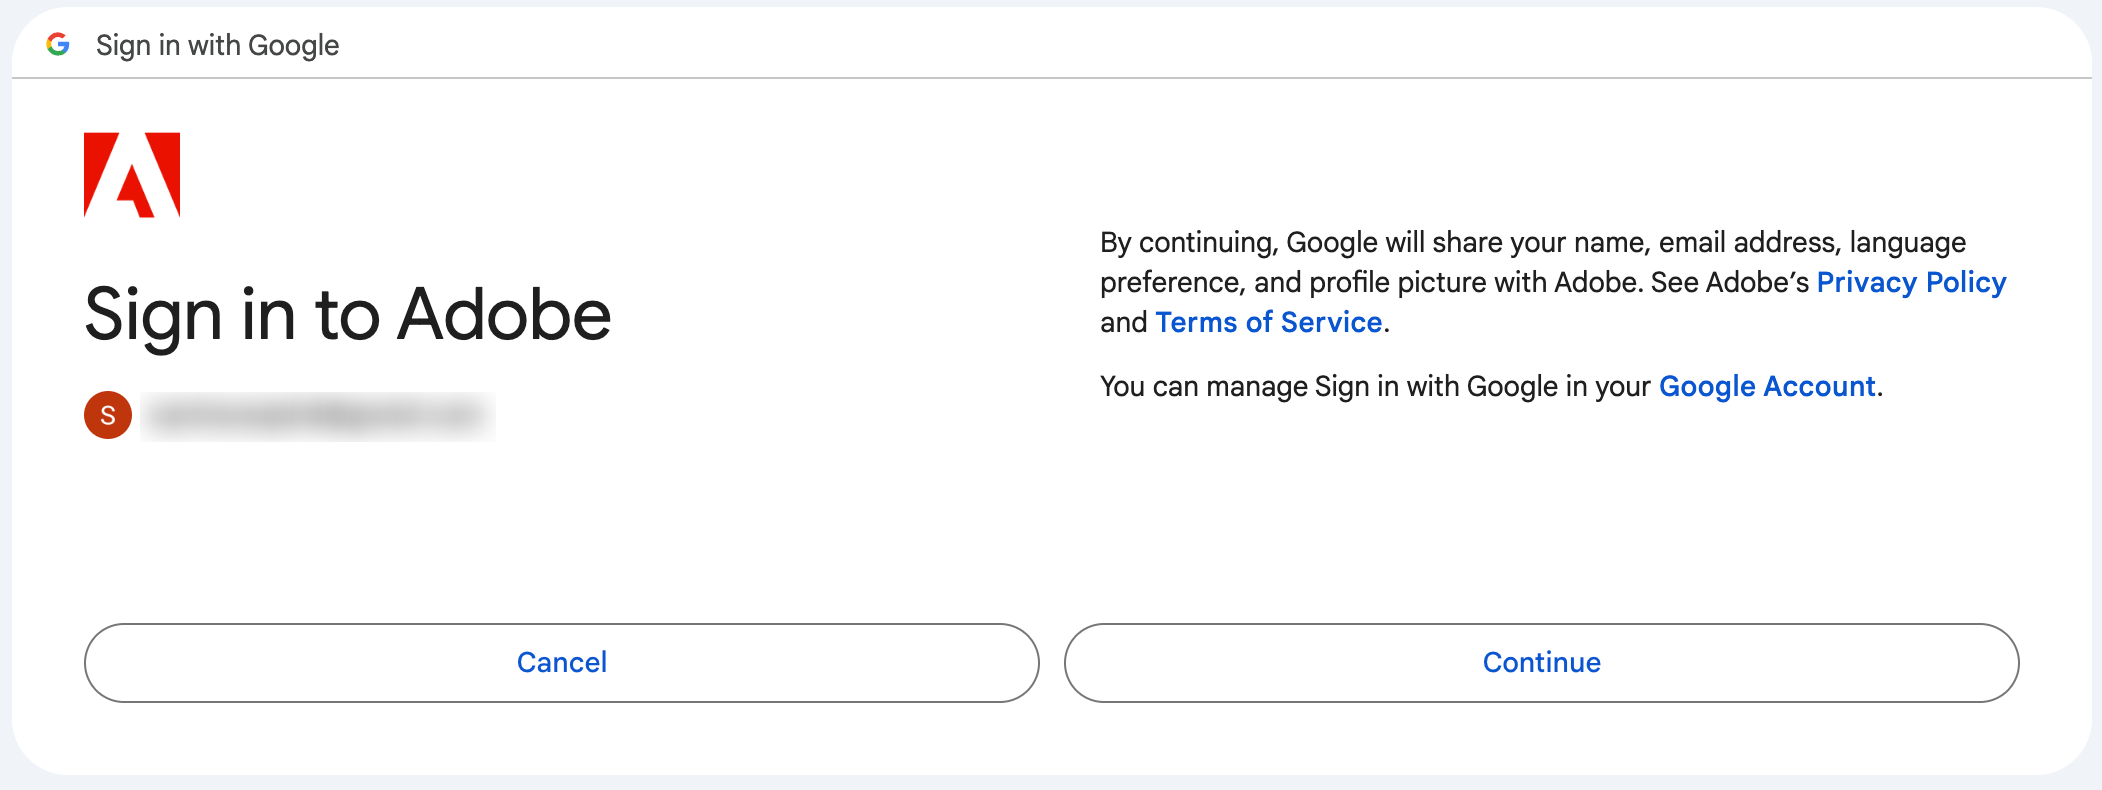 Sign in with Google
Sign in to Adobe
S
By continuing, Google will share your name, email address, language
preference, and profile picture with Adobe. See Adobe’s Privacy Policy
and Terms of Service.
You can manage Sign in with Google in your Google Account.
Cancel
Continue